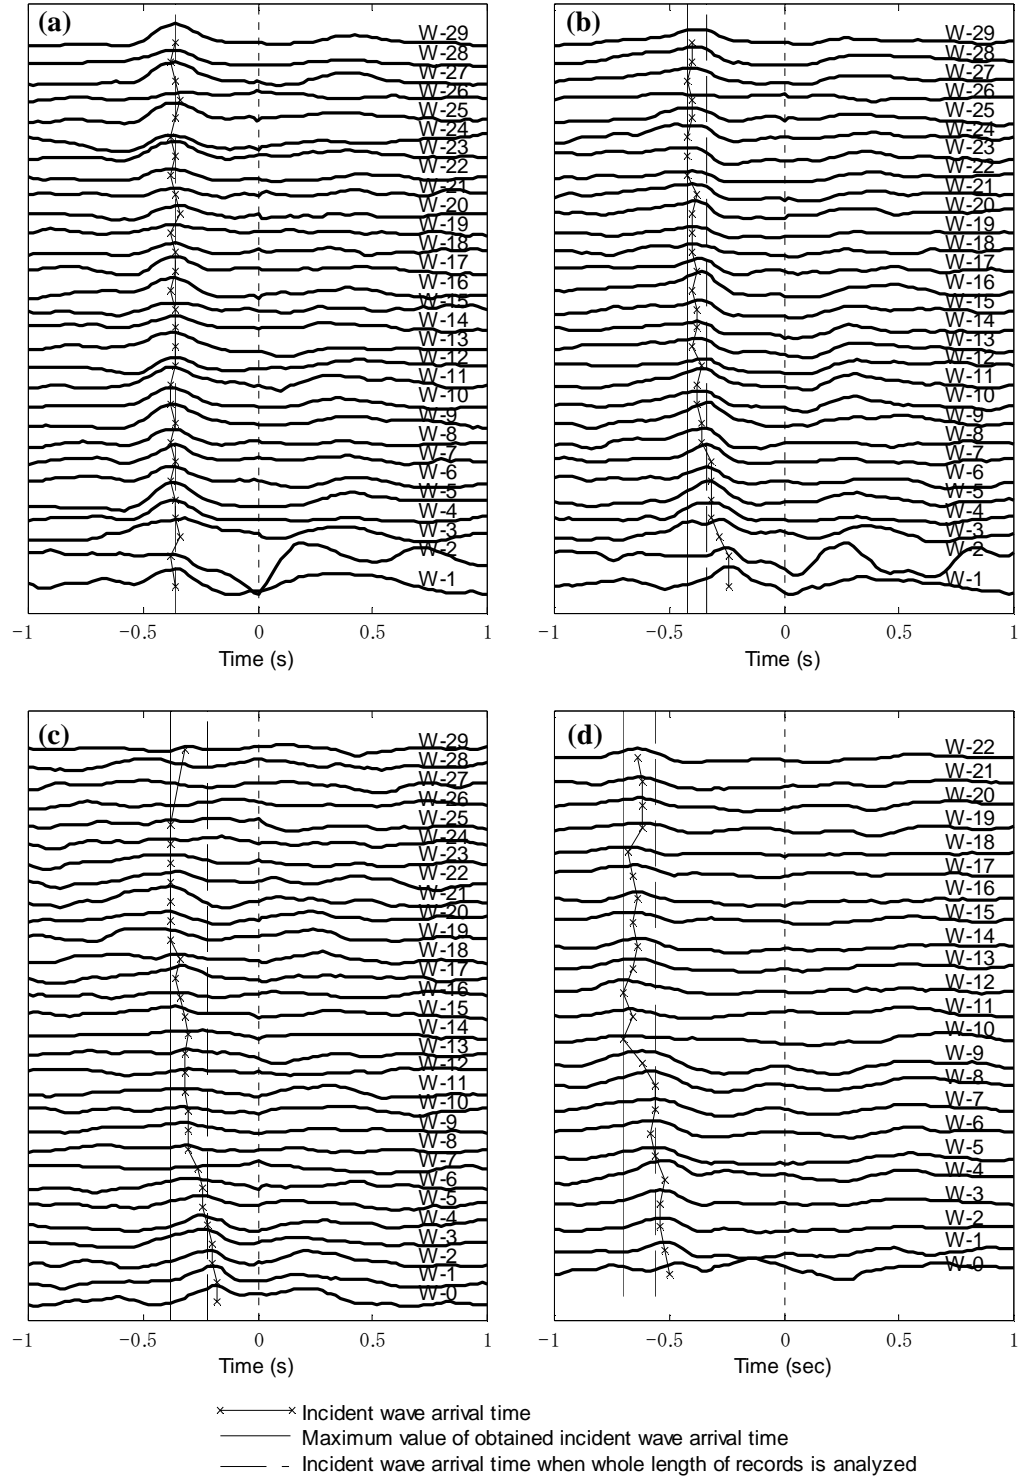 (a)
W-29
W-28
W-27
W-26
W-25
W-24
W-23
W-22
W-21
W-20
W-19
W-18
W-17
W-16
W-15
W-14
W-13
W-12
W-11
W-10
W-9
W-8
W-7
W-6
W-5
W-4
W-3
W-2
W-1
-1 -0.5 0 0.5 1
Time (s)
(b)
W-29
W-28
W-27
W-26
W-25
W-24
W-23
W-22
W-21
W-20
W-19
W-18
W-17
W-16
W-15
W-14
W-13
W-12
W-11
W-10
W-9
W-8
W-7
W-6
W-5
W-4
W-3
W-2
W-1
-1 -0.5 0 0.5 1
Time (s)
(c)
W-29
W-28
W-27
W-26
W-25
W-24
W-23
W-22
W-21
W-20
W-19
W-18
W-17
W-16
W-15
W-14
W-13
W-12
W-11
W-10
W-9
W-8
W-7
W-6
W-5
W-4
W-3
W-2
W-1
W-0
-1 -0.5 0 0.5 1
Time (s)
(d)
W-22
W-21
W-20
W-19
W-18
W-17
W-16
W-15
W-14
W-13
W-12
W-11
W-10
W-9
W-8
W-7
W-6
W-5
W-4
W-3
W-2
W-1
W-0
-1 -0.5 0 0.5 1
Time (sec)
Incident wave arrival time
Maximum value of obtained incident wave arrival time
Incident wave arrival time when whole length of records is analyzed